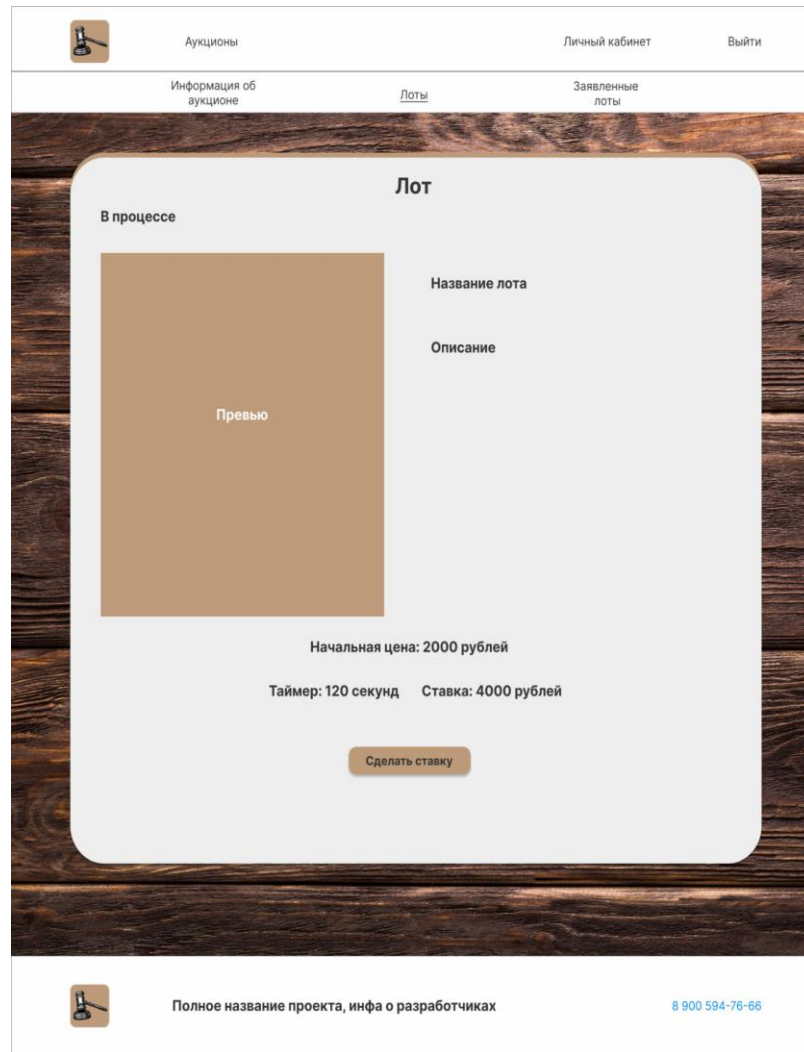 Аукционы Личный кабинет Выйти
Информация об
аукционе
Лоты
Заявленные
лоты
Лот
В процессе
Название лота
Описание
Превью
Начальная цена: 2000 рублей
Таймер: 120 секунд Ставка: 4000 рублей
Сделать ставку
Полное название проекта, инфа о разработчиках 8 900 594-76-66